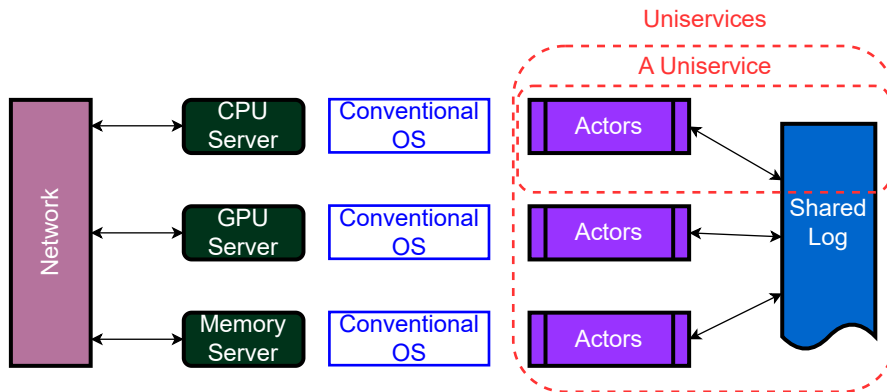 Uniservices
A Uniservice
CPU
Server
Conventional
OS
Actors
Network
GPU
Server
Conventional
OS
Actors
Shared
Log
Memory
Server
Conventional
OS
Actors